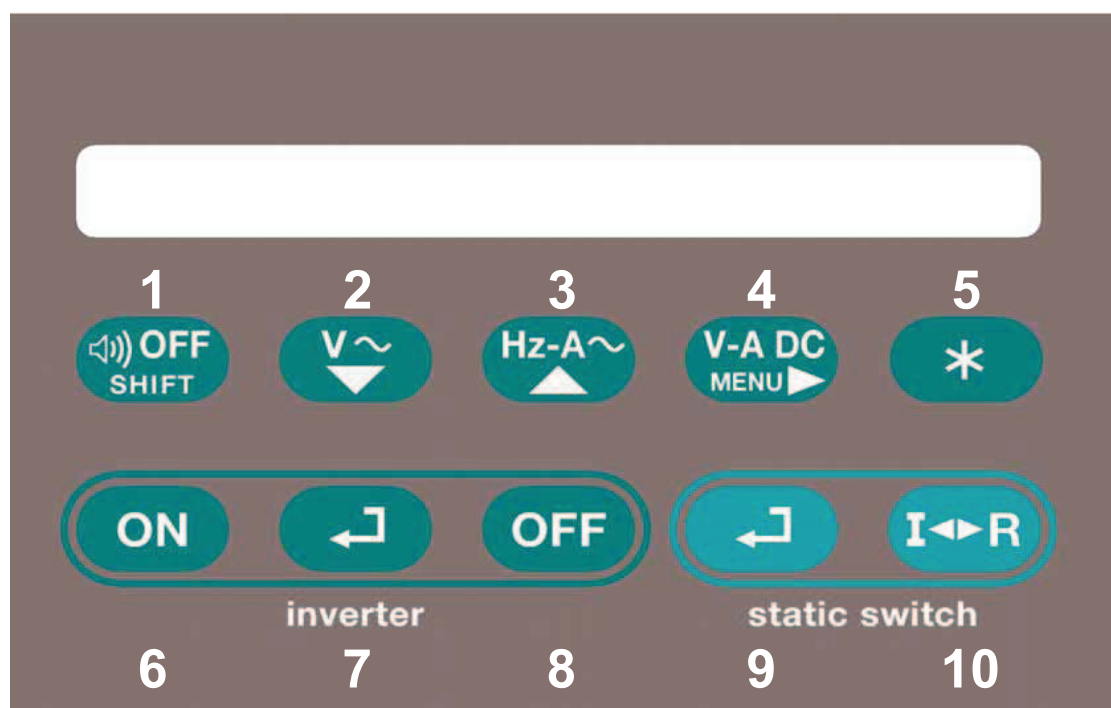 1 2 3 4 5
OFF V~ Hz-A~ V-A DC *
SHIFT MENU
ON OFF I◄►R
inverter static switch
6 7 8 9 10